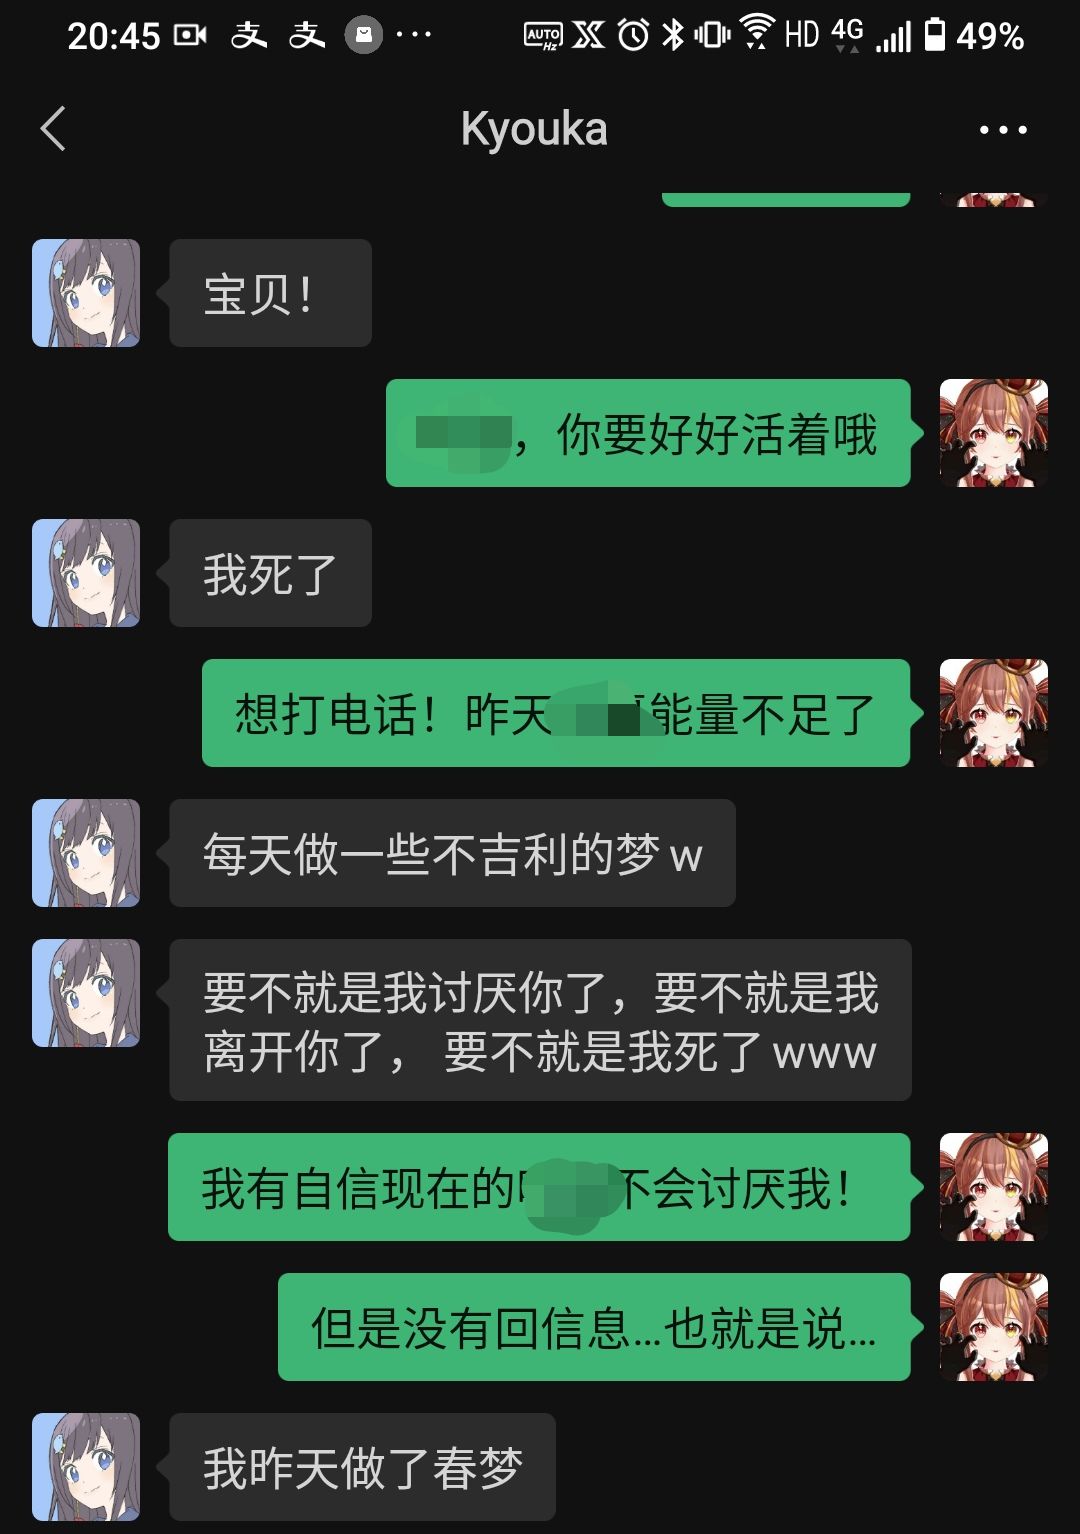 20:45
AUTO Hz
HD 4G 49%
Kyouka
宝贝！
，你要好好活着哦
我死了
想打电话！昨天 能量不足了
每天做一些不吉利的梦w
要不就是我讨厌你了，要不就是我
离开你了， 要不就是我死了www
我有自信现在的 不会讨厌我！
但是没有回信息...也就是说...
我昨天做了春梦